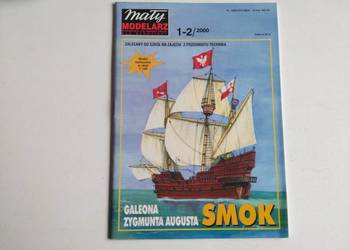 mały
MODELARZ
1-2/2000
ZALECANY DO SZKÓŁ NA ZAJĘCIA Z PRZEDMIOTU TECHNIKA
GALEONA
ZYGMUNTA AUGUSTA
SMOK